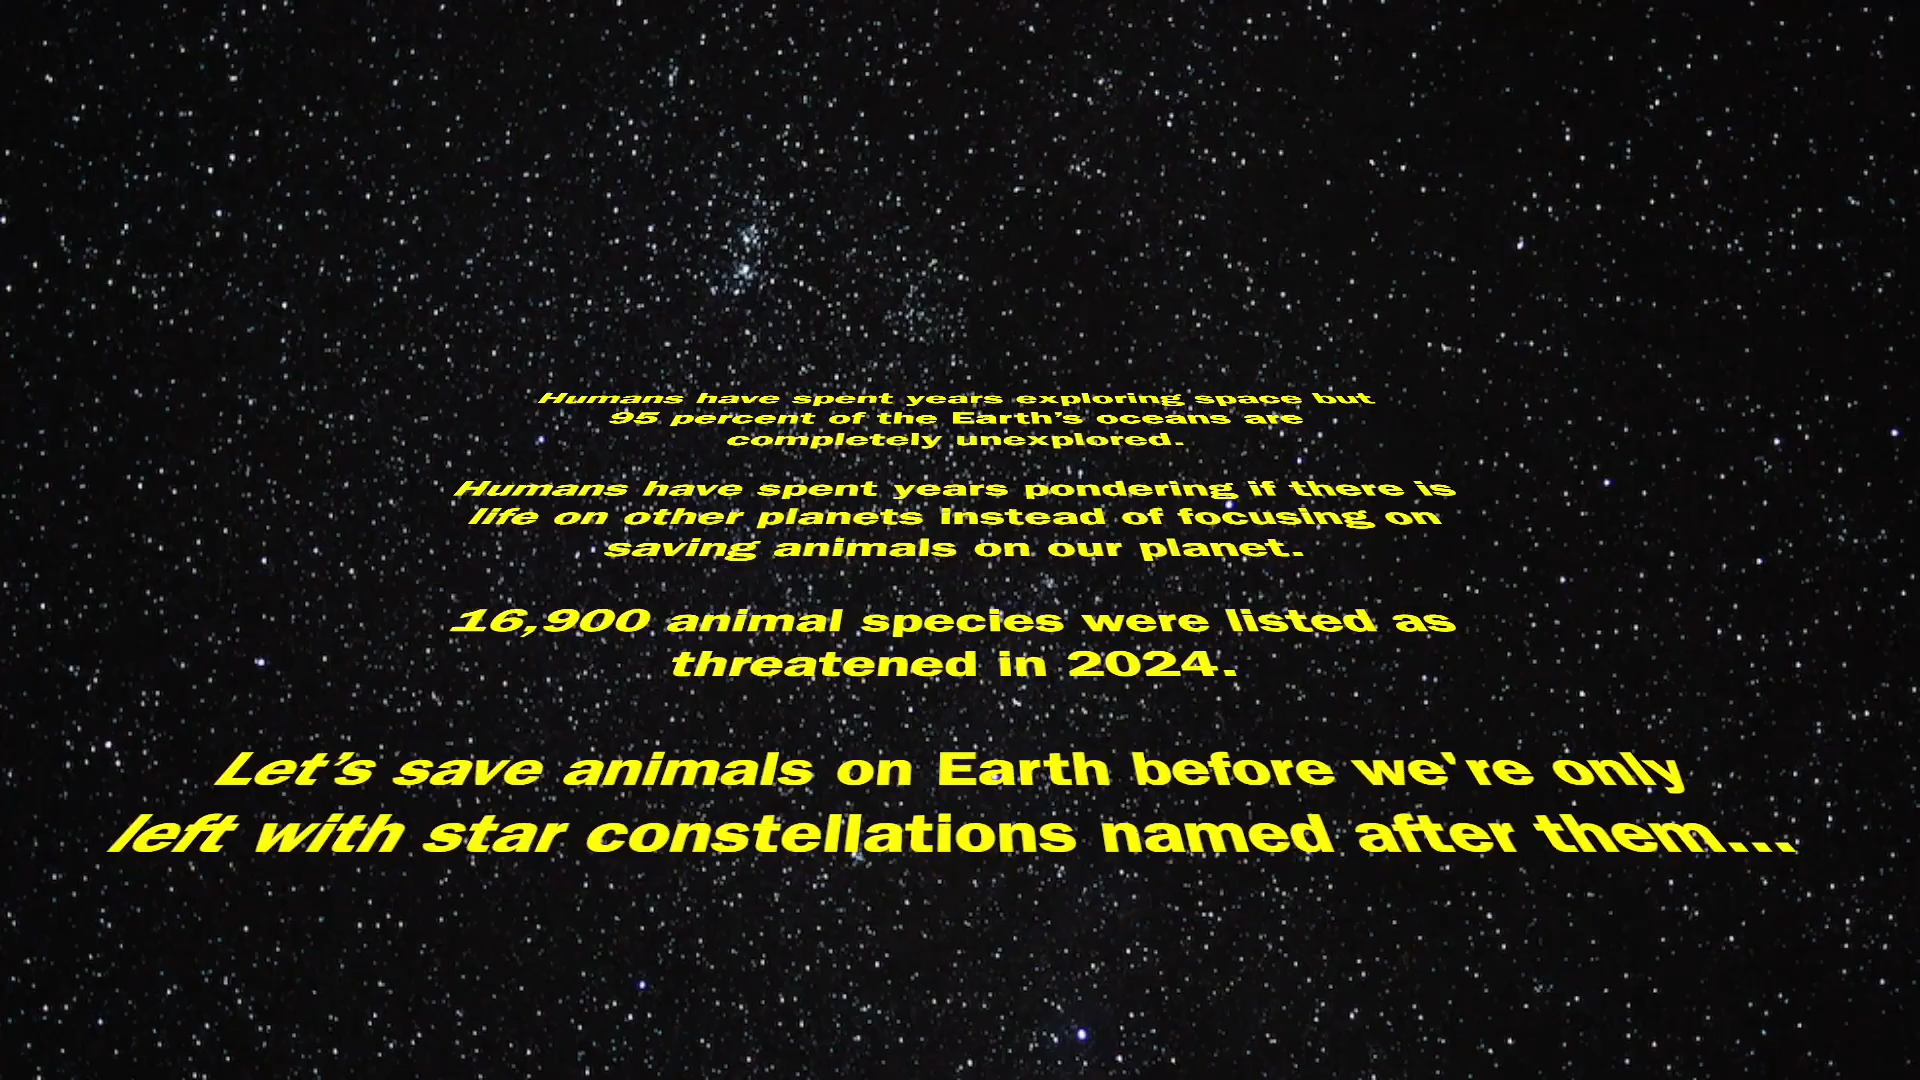 Humans have spent years exploring space but
95 percent of the Earth’s oceans are
completely unexplored.
Humans have spent years pondering if there is
life on other planets instead of focusing on
saving animals on our planet.
16,900 animal species were listed as
threatened in 2024.
Let’s save animals on Earth before we're only
left with star constellations named after them...